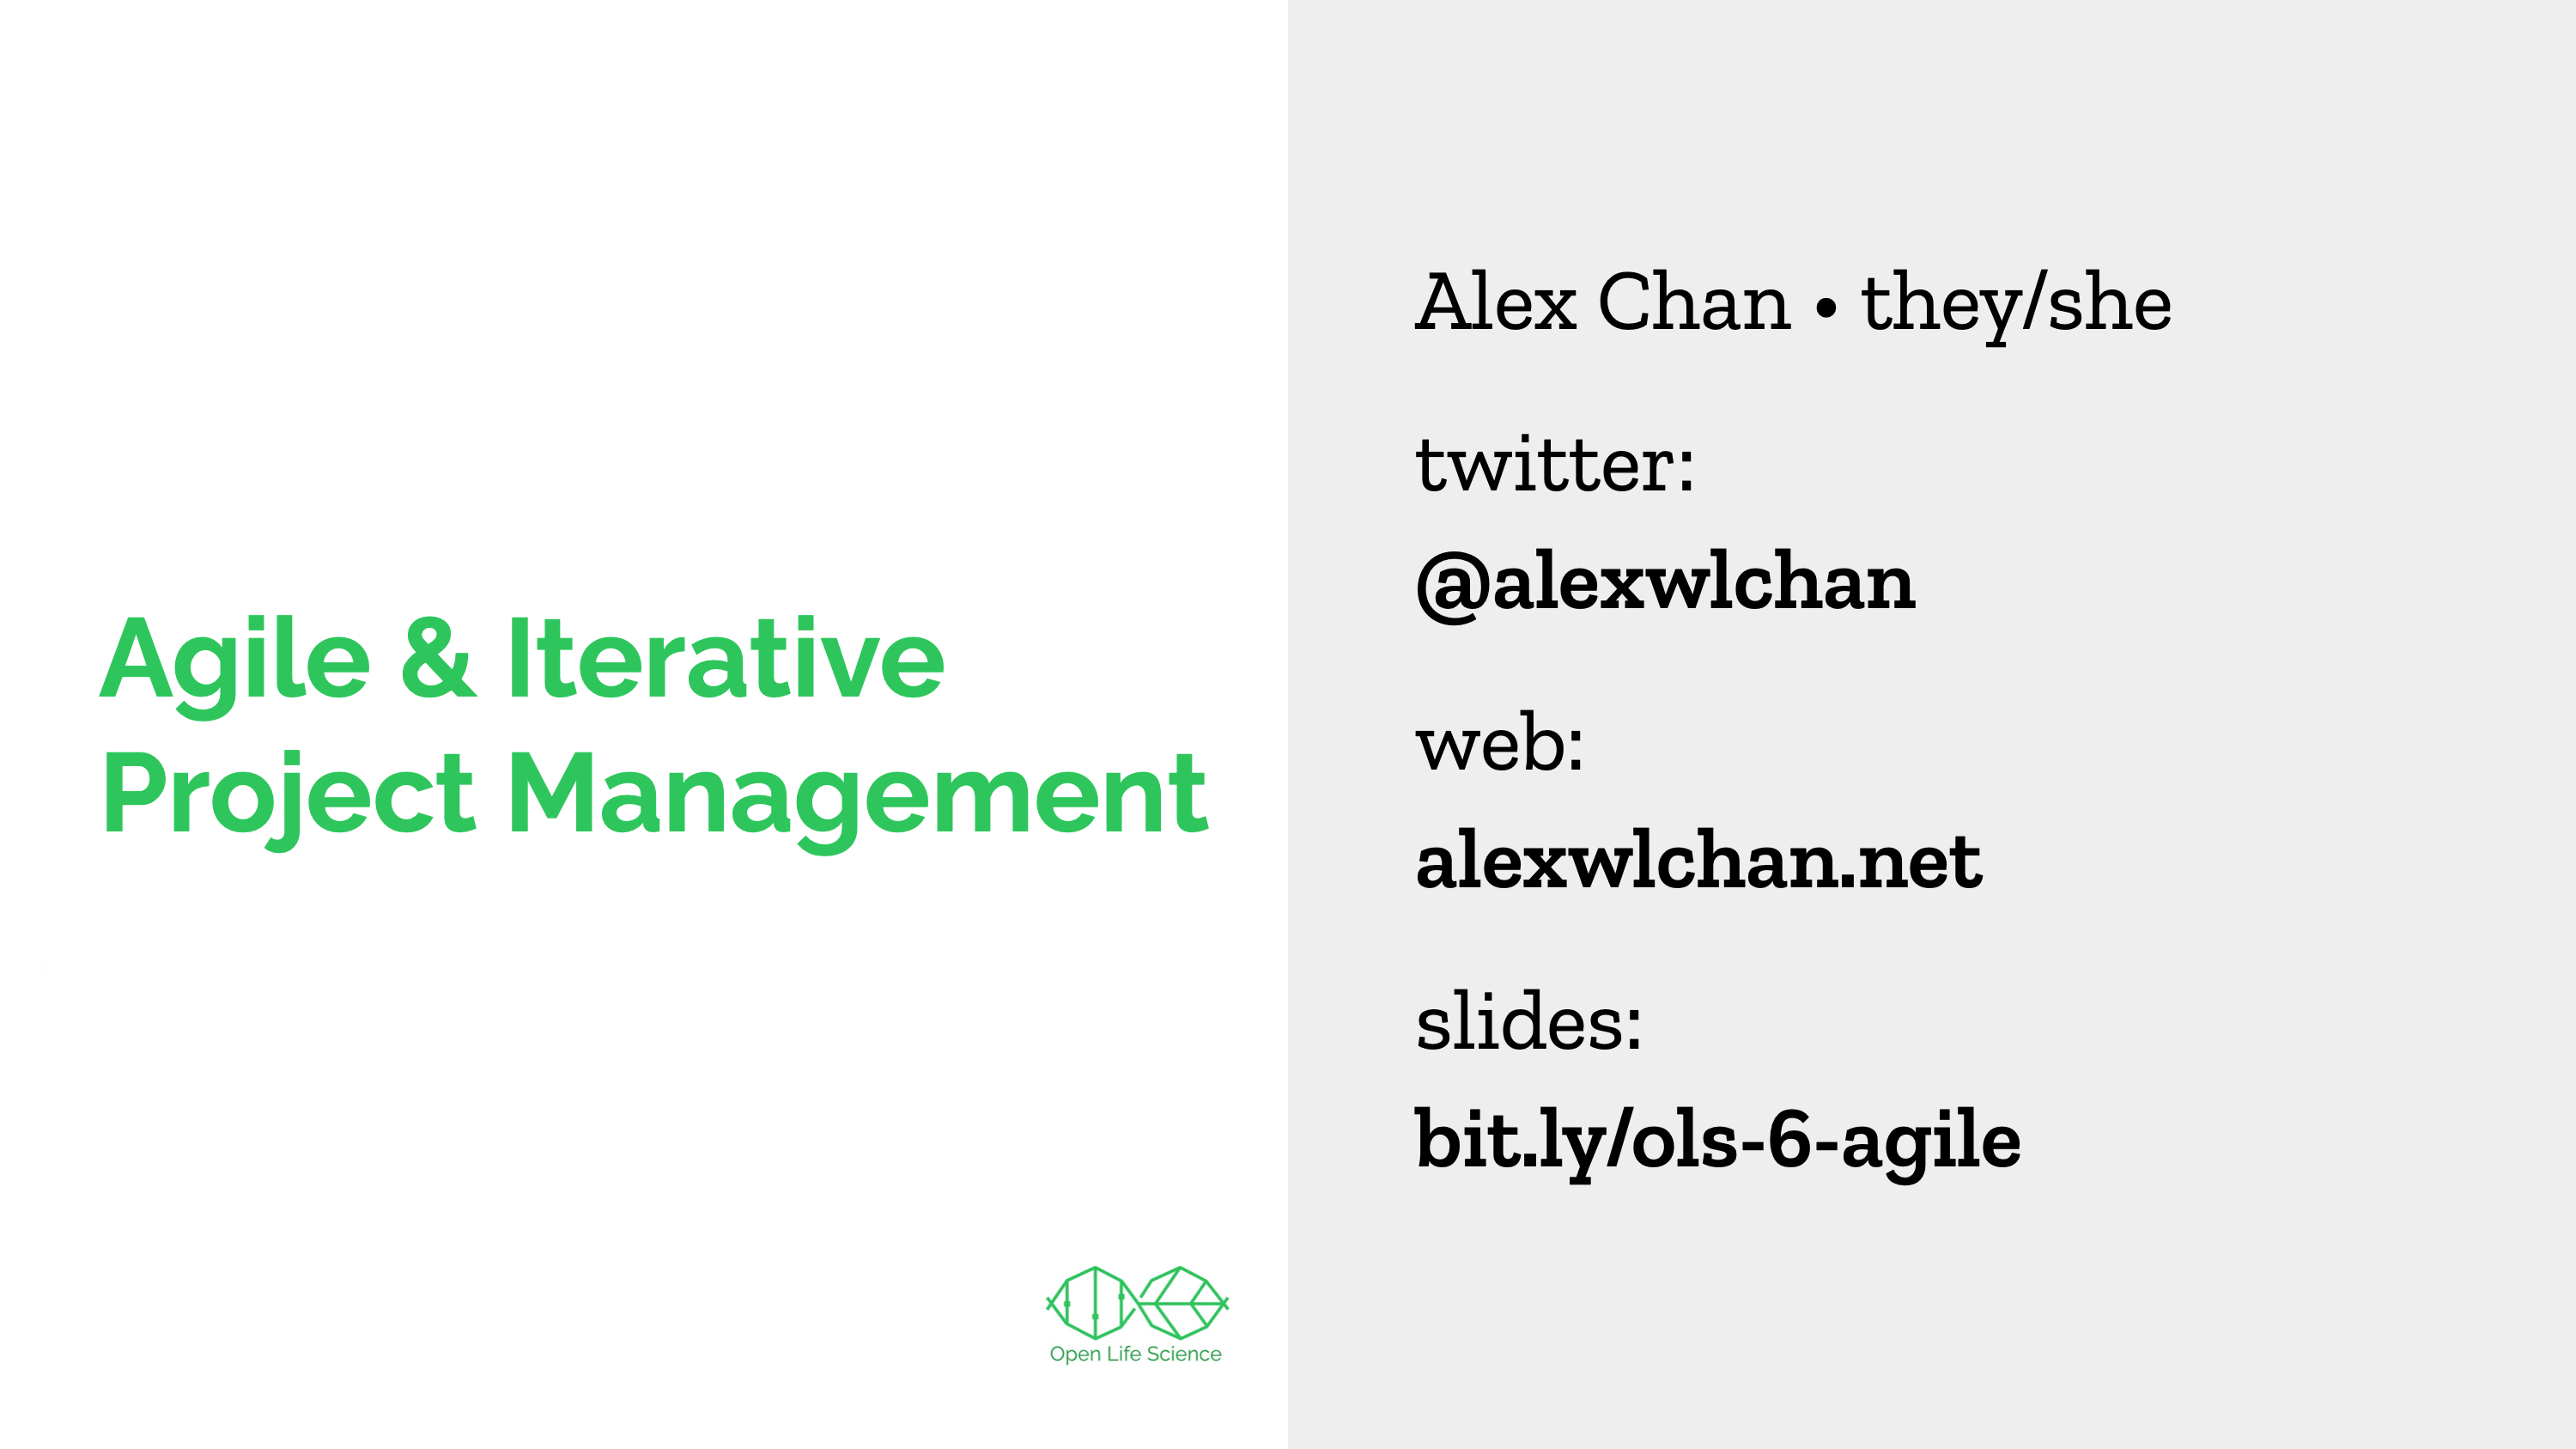 Agile & Iterative
Project Management
Open Life Science
Alex Chan • they/she
twitter:
@alexwlchan
web:
alexwlchan.net
slides:
bit.ly/ols-6-agile